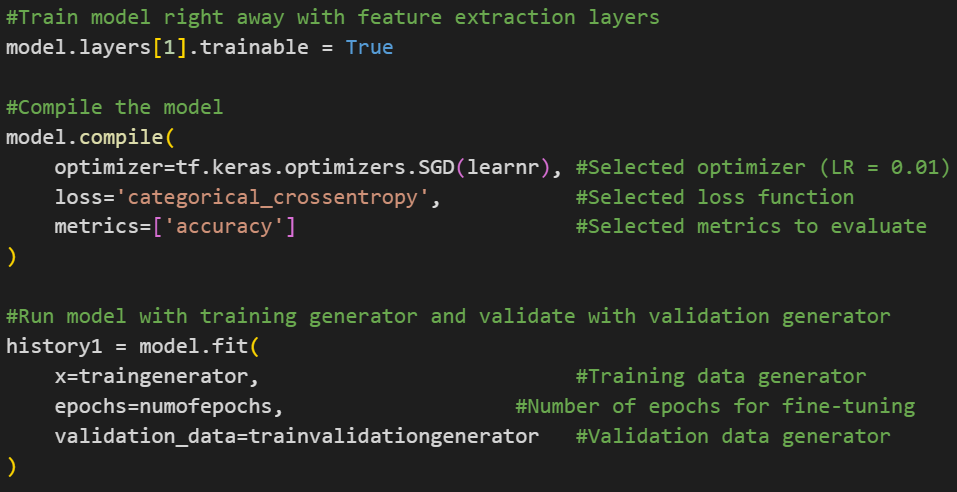 #Train model right away with feature extraction layers
model.layers[1].trainable = True
#Compile the model
model.compile(
    optimizer=tf.keras.optimizers.SGD(learnr), #Selected optimizer (LR = 0.01)
    loss='categorical_crossentropy',           #Selected loss function
    metrics=['accuracy']                       #Selected metrics to evaluate
)
#Run model with training generator and validate with validation generator
history1 = model.fit(
    x=traingenerator,                          #Training data generator
    epochs=numofepochs,                   #Number of epochs for fine-tuning
    validation_data=trainvalidationgenerator   #Validation data generator
)